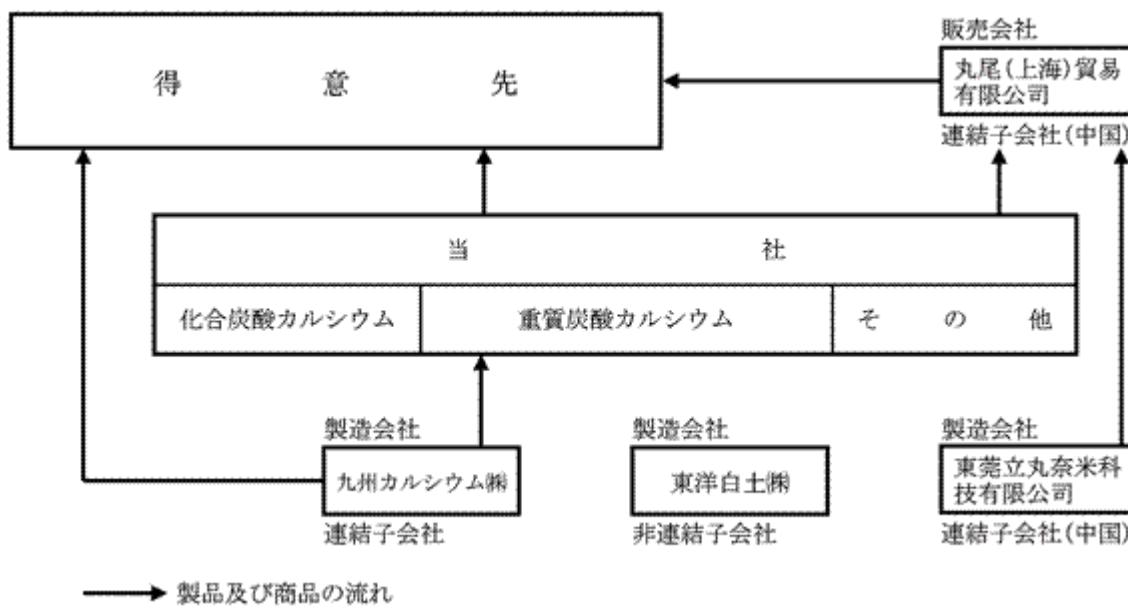 販売会社
得意先
丸尾(上海)貿易
有限公司
連結子会社(中国)
当社
化合炭酸カルシウム
重質炭酸カルシウム
その他
製造会社
九州カルシウム㈱
連結子会社
製造会社
東洋白土㈱
非連結子会社
製造会社
東莞立丸奈米科
技有限公司
連結子会社(中国)
製品及び商品の流れ